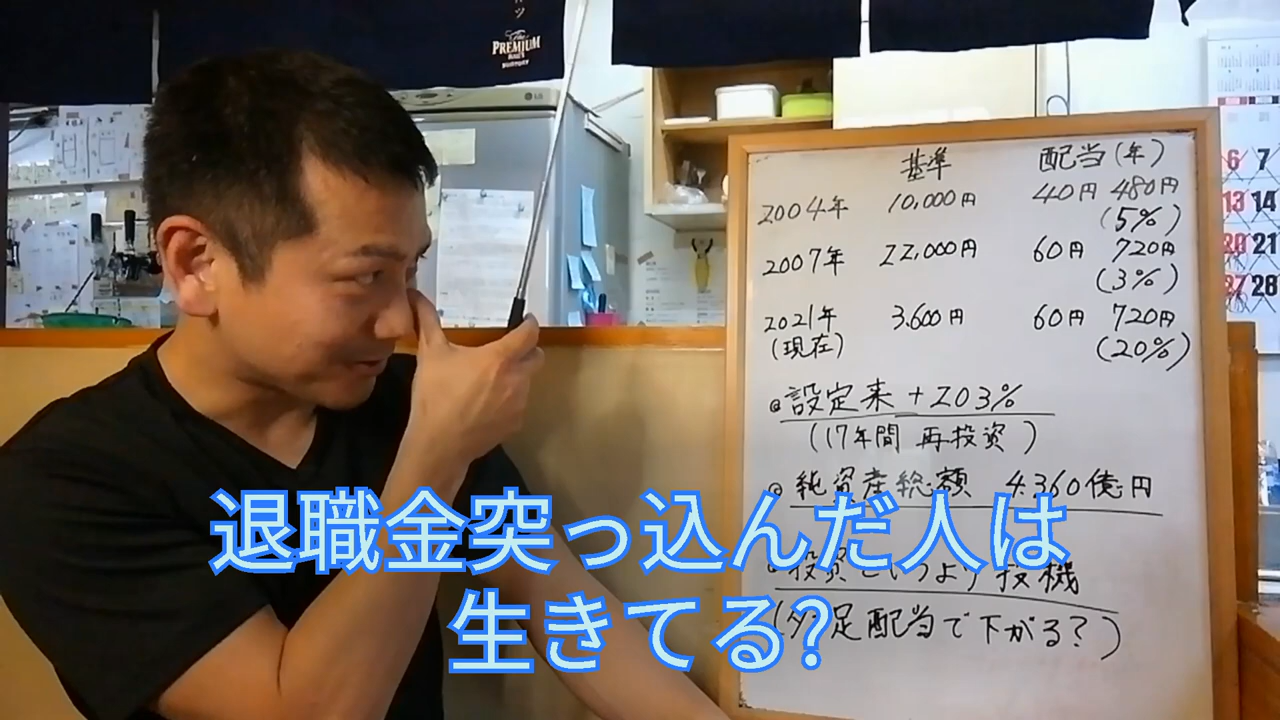 The
PREMIUM
MALT'S
SUNTORY
LG
基準 配当(年)
2004年 10,000円 40円 480円
(5%)
2007年 22,000円 60円 720円
(3%)
2021年 3,600円 60円 720円
(現在) (20%)
◎設定来+203%
(17年間 再投資)
◎純資産総額 4,360億円
投資というより投機
(タコ足配当で下がる?)
退職金突っ込んだ人は
生きてる?
6 7
13 14
20 21
27 28